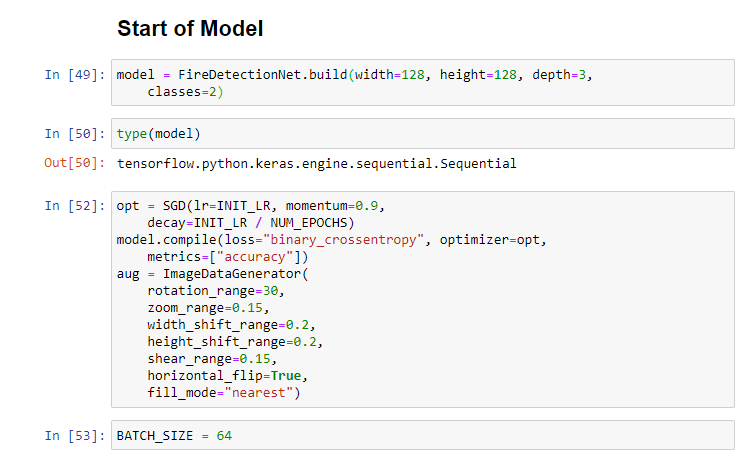 Start of Model
In [49]: model = FireDetectionNet.build(width=128, height=128, depth=3,
    classes=2)
In [50]: type(model)
Out[50]: tensorflow.python.keras.engine.sequential.Sequential
In [52]: opt = SGD(lr=INIT_LR, momentum=0.9,
    decay=INIT_LR / NUM_EPOCHS)
model.compile(loss="binary_crossentropy", optimizer=opt,
    metrics=["accuracy"])
aug = ImageDataGenerator(
    rotation_range=30,
    zoom_range=0.15,
    width_shift_range=0.2,
    height_shift_range=0.2,
    shear_range=0.15,
    horizontal_flip=True,
    fill_mode="nearest")
In [53]: BATCH_SIZE = 64